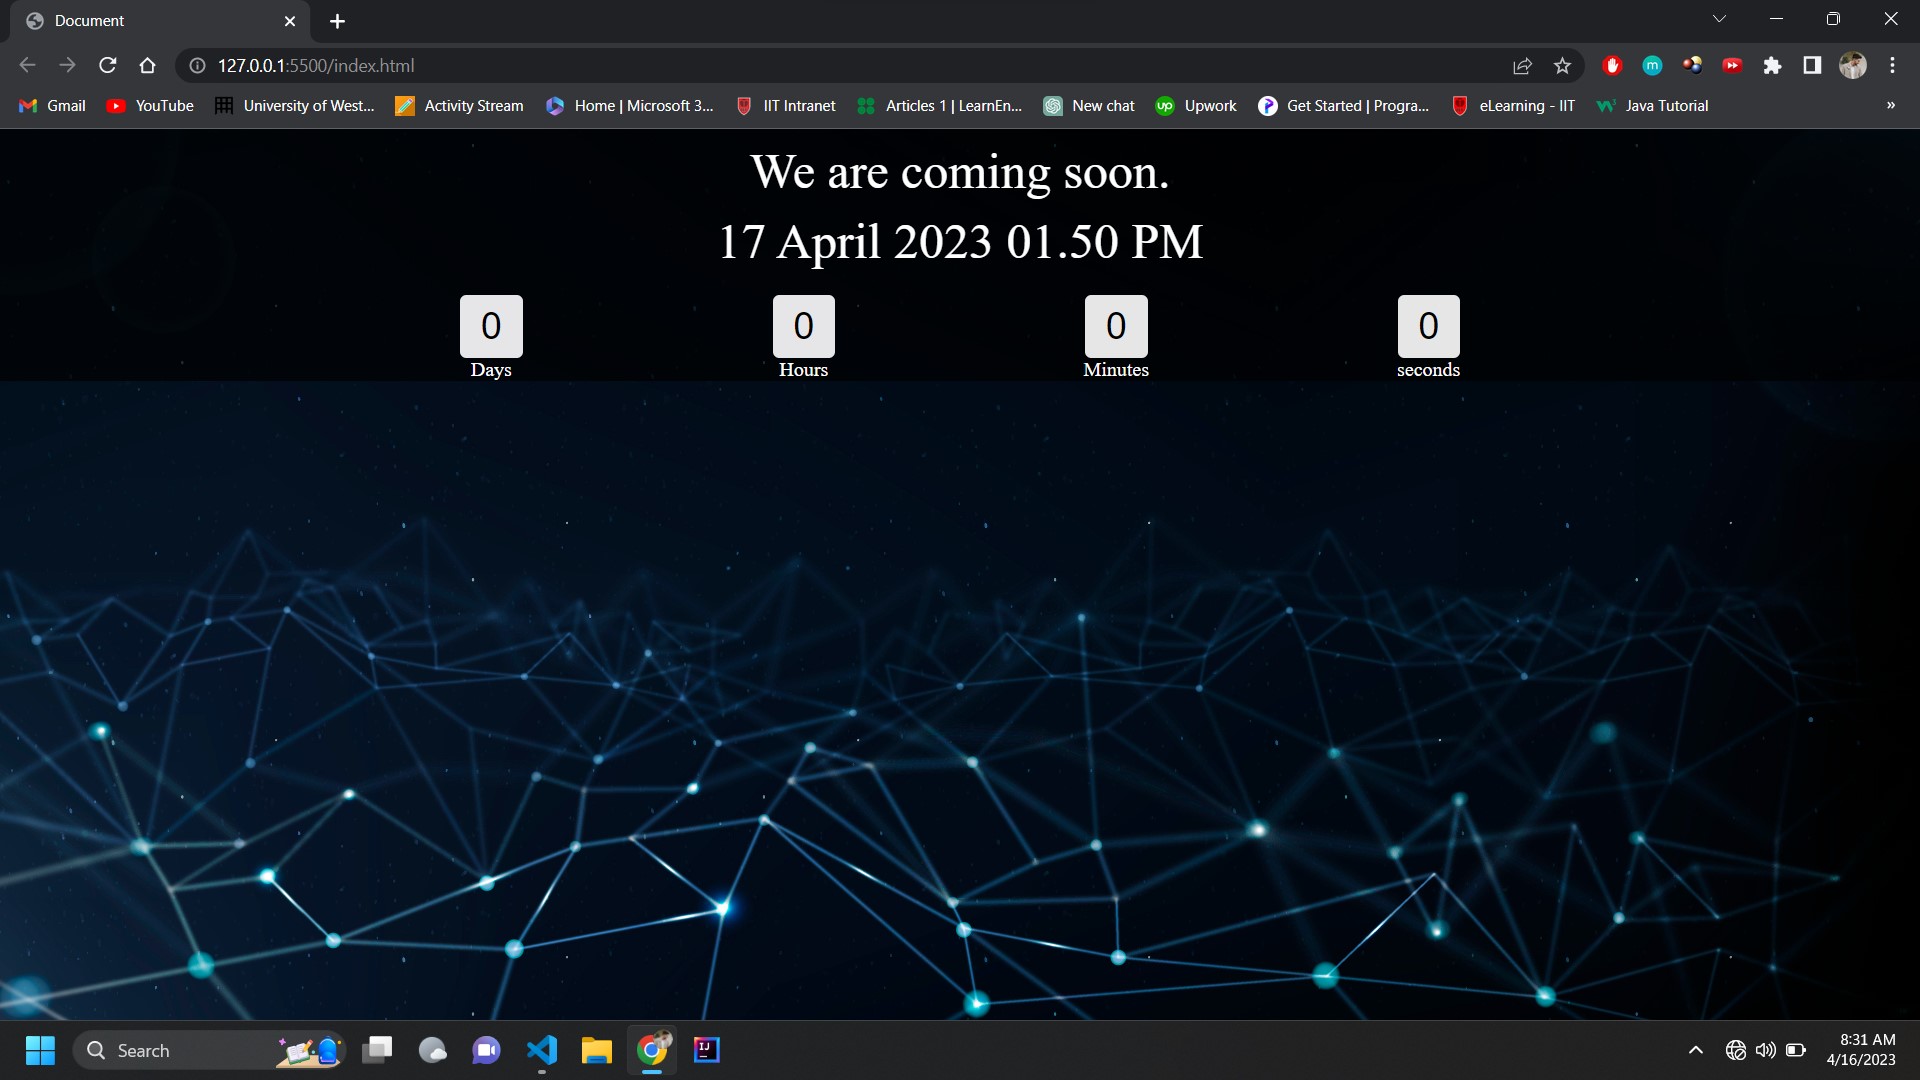 Document
127.0.0.1:5500/index.html
m
Gmail YouTube University of West... Activity Stream Home | Microsoft 3... IIT Intranet Articles 1 | LearnEn... New chat up Upwork Get Started | Progra... eLearning - IIT Java Tutorial »
We are coming soon.
17 April 2023 01.50 PM
0 0 0 0
Days Hours Minutes seconds
Search
IJ
8:31 AM
4/16/2023